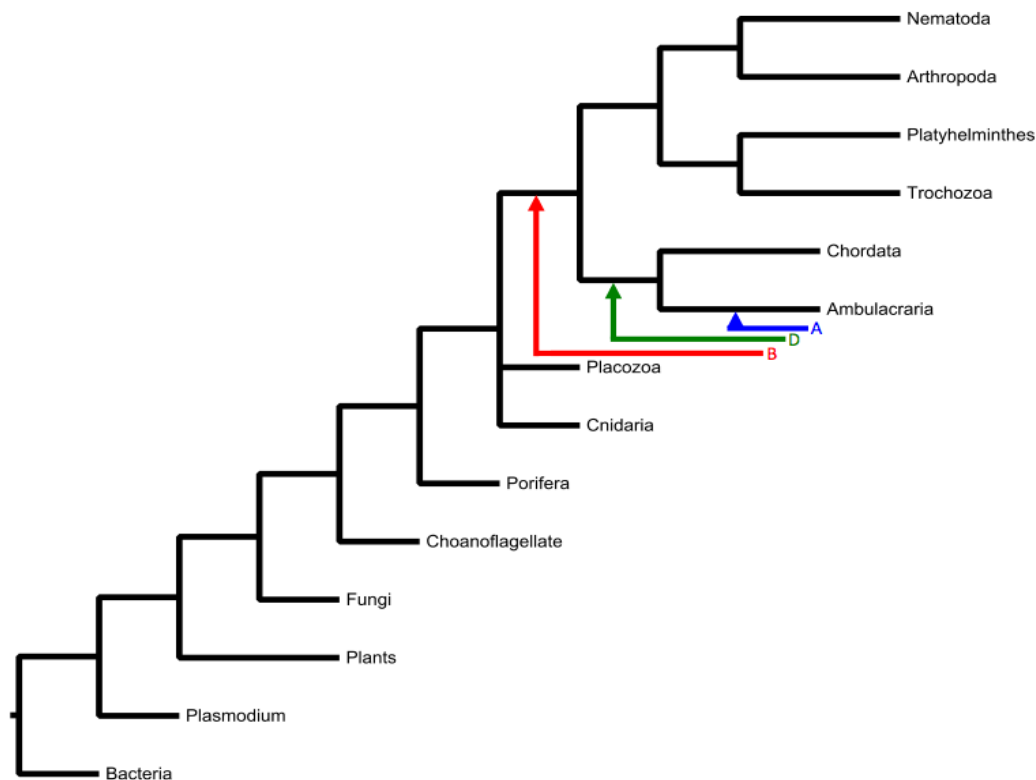 Nematoda
Arthropoda
Platyhelminthes
Trochozoa
Chordata
Ambulacraria
A
D
B
Placozoa
Cnidaria
Porifera
Choanoflagellate
Fungi
Plants
Plasmodium
Bacteria